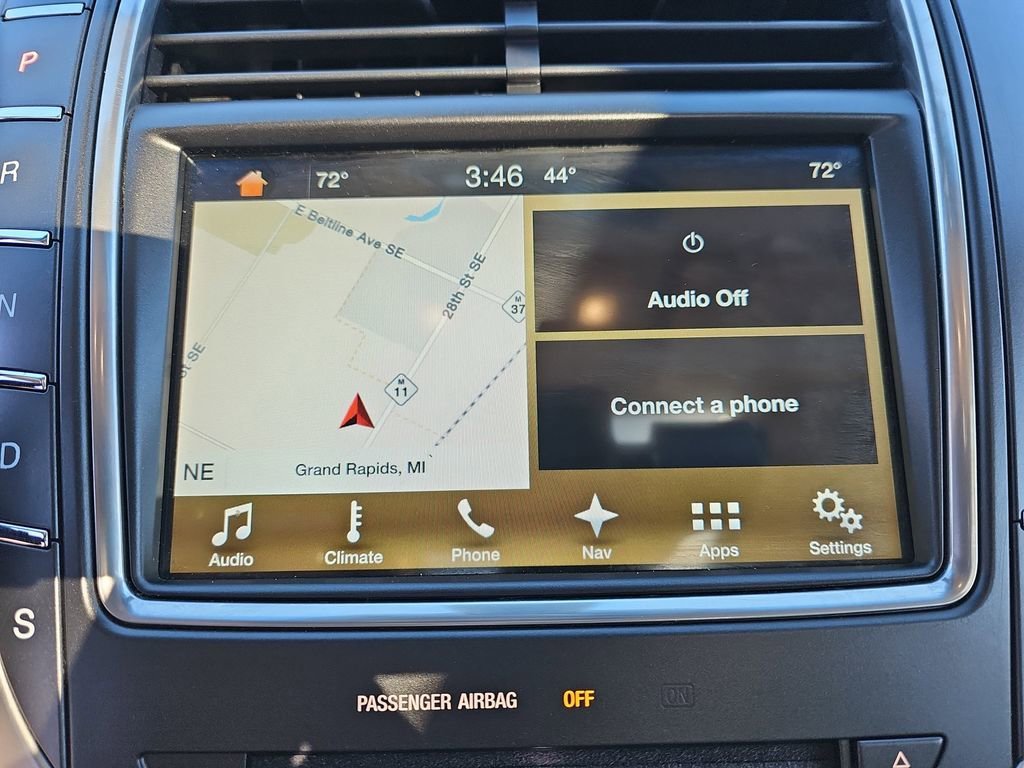 P
R
N
D
S
72° 3:46 44° 72°
E Beltline Ave SE
28th St SE
M 37
St SE
M 11
NE
Grand Rapids, MI
Audio Off
Connect a phone
Audio Climate Phone Nav Apps Settings
PASSENGER AIRBAG OFF ON